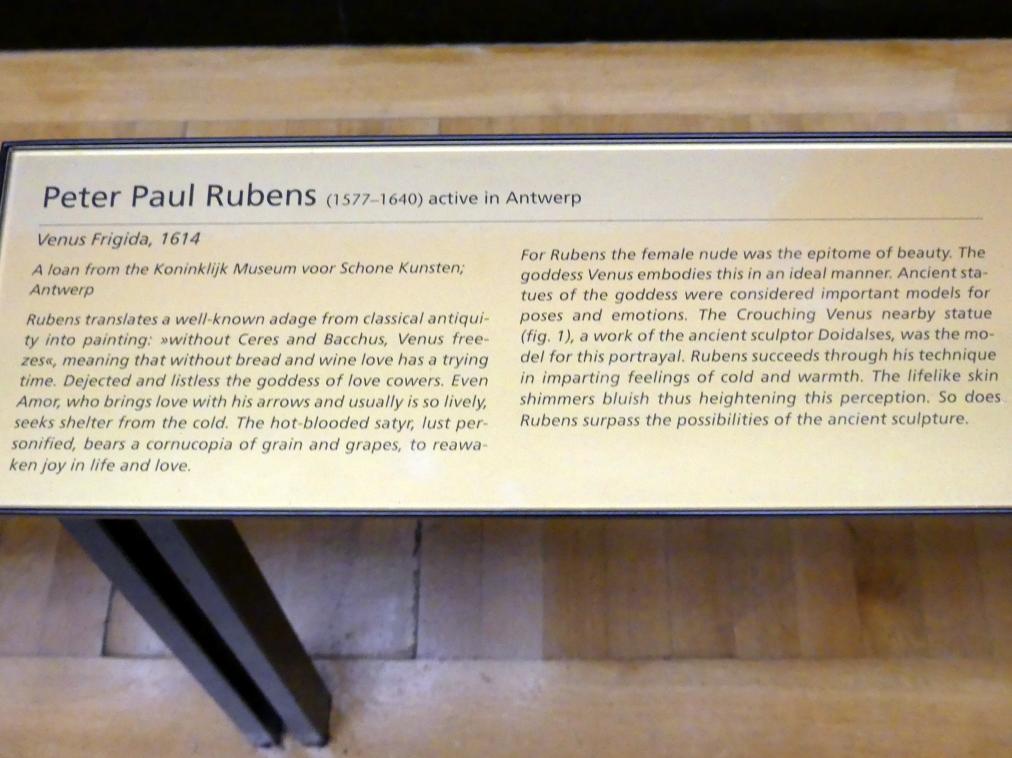 Peter Paul Rubens (1577–1640) active in Antwerp
Venus Frigida, 1614
A loan from the Koninklijk Museum voor Schone Kunsten;
Antwerp
Rubens translates a well-known adage from classical antiqui-
ty into painting: »without Ceres and Bacchus, Venus free-
zes«, meaning that without bread and wine love has a trying
time. Dejected and listless the goddess of love cowers. Even
Amor, who brings love with his arrows and usually is so lively,
seeks shelter from the cold. The hot-blooded satyr, lust per-
sonified, bears a cornucopia of grain and grapes, to reawa-
ken joy in life and love.
For Rubens the female nude was the epitome of beauty. The
goddess Venus embodies this in an ideal manner. Ancient sta-
tues of the goddess were considered important models for
poses and emotions. The Crouching Venus nearby statue
(fig. 1), a work of the ancient sculptor Doidalses, was the mo-
del for this portrayal. Rubens succeeds through his technique
in imparting feelings of cold and warmth. The lifelike skin
shimmers bluish thus heightening this perception. So does
Rubens surpass the possibilities of the ancient sculpture.